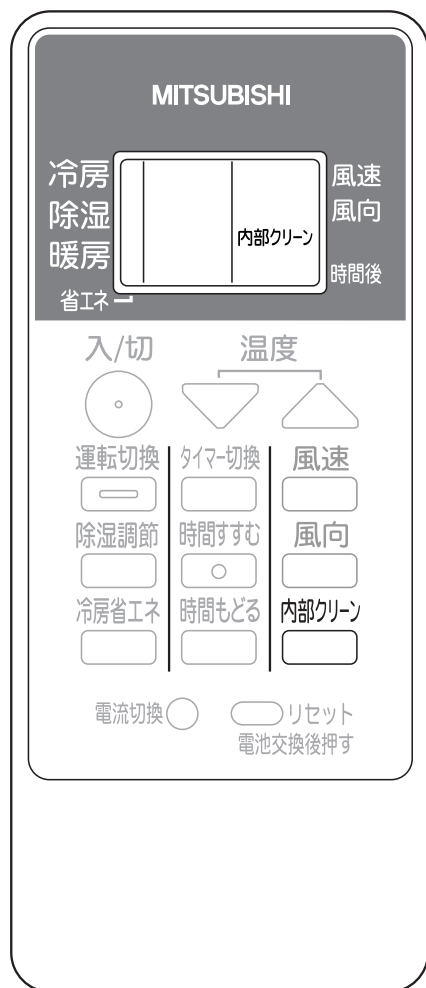 MITSUBISHI
冷房
除湿
暖房
省エネ
内部クリーン
風速
風向
時間後
入/切
温度
運転切換
タイマー切換
風速
除湿調節
時間すすむ
風向
冷房省エネ
時間もどる
内部クリーン
電流切換
リセット
電池交換後押す